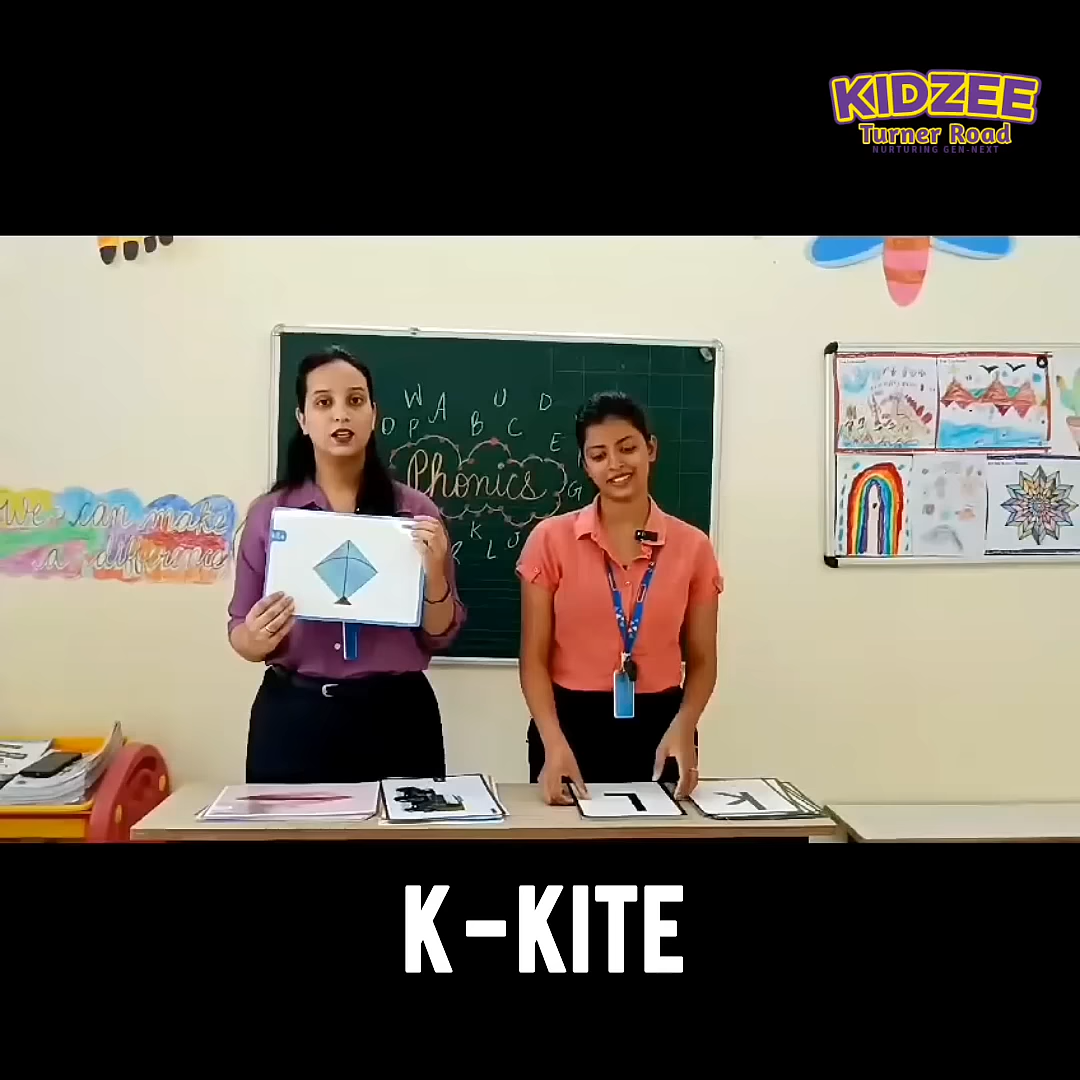 KIDZEE
Turner Road
NURTURING GEN-NEXT
W A U D
D P B C E
Phonics
G
K
L J
we can make
a difference
L
K
K-KITE